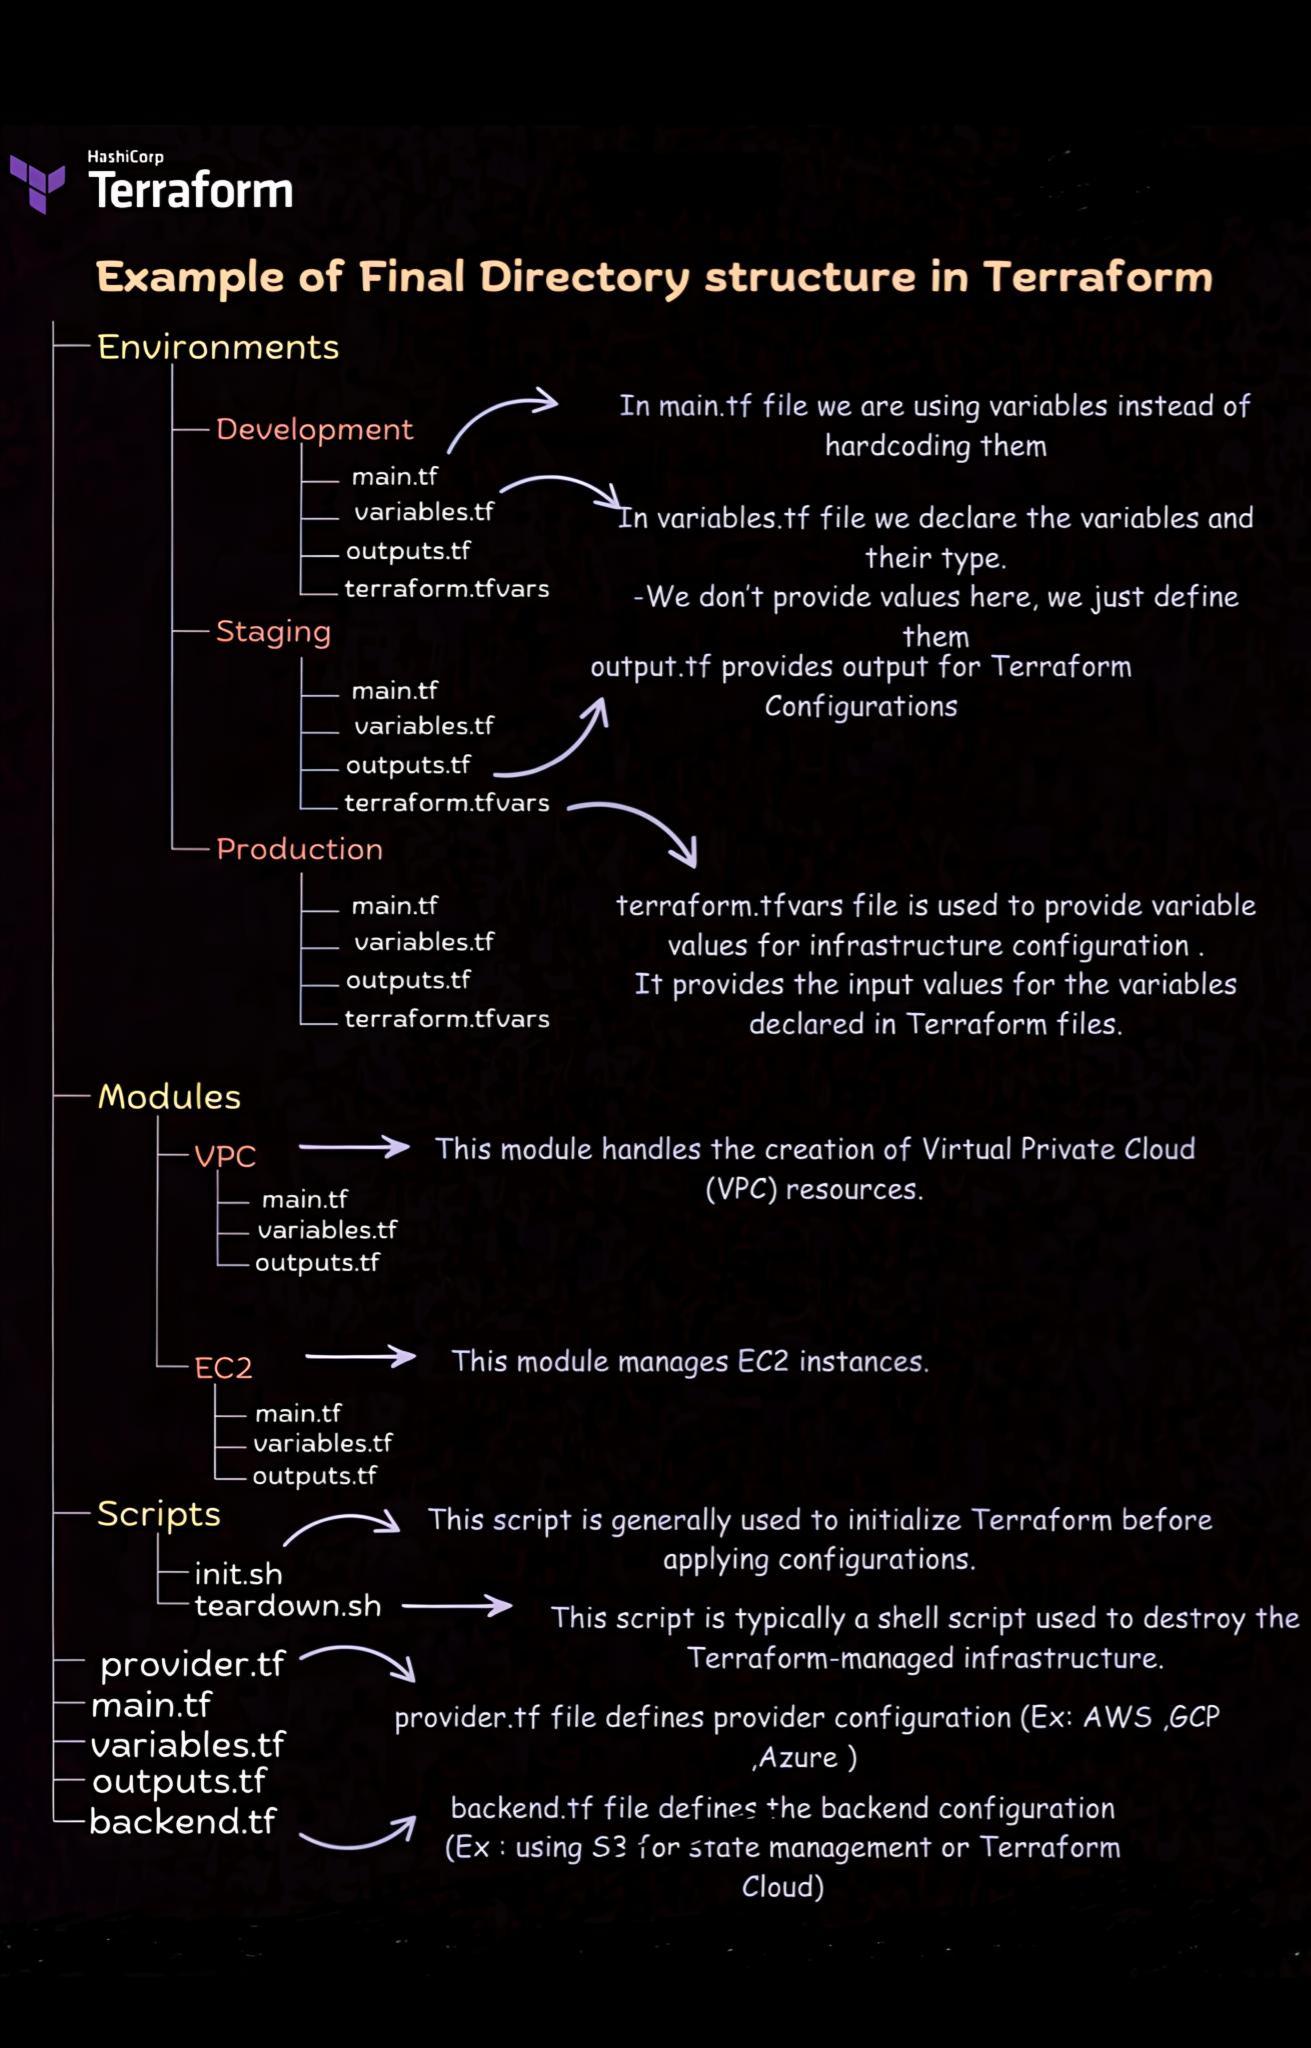 HashiCorp
Terraform
Example of Final Directory structure in Terraform
Environments
Development
main.tf
variables.tf
outputs.tf
terraform.tfvars
In main.tf file we are using variables instead of
hardcoding them
In variables.tf file we declare the variables and
their type.
-We don't provide values here, we just define
them
Staging
main.tf
variables.tf
outputs.tf
terraform.tfvars
output.tf provides output for Terraform
Configurations
Production
main.tf
variables.tf
outputs.tf
terraform.tfvars
terraform.tfvars file is used to provide variable
values for infrastructure configuration .
It provides the input values for the variables
declared in Terraform files.
Modules
VPC
This module handles the creation of Virtual Private Cloud
(VPC) resources.
main.tf
variables.tf
outputs.tf
EC2
This module manages EC2 instances.
main.tf
variables.tf
outputs.tf
Scripts
init.sh
This script is generally used to initialize Terraform before
applying configurations.
teardown.sh
This script is typically a shell script used to destroy the
Terraform-managed infrastructure.
provider.tf
main.tf
variables.tf
outputs.tf
backend.tf
provider.tf file defines provider configuration (Ex: AWS ,GCP
,Azure )
backend.tf file defines the backend configuration
(Ex : using S3 for state management or Terraform
Cloud)